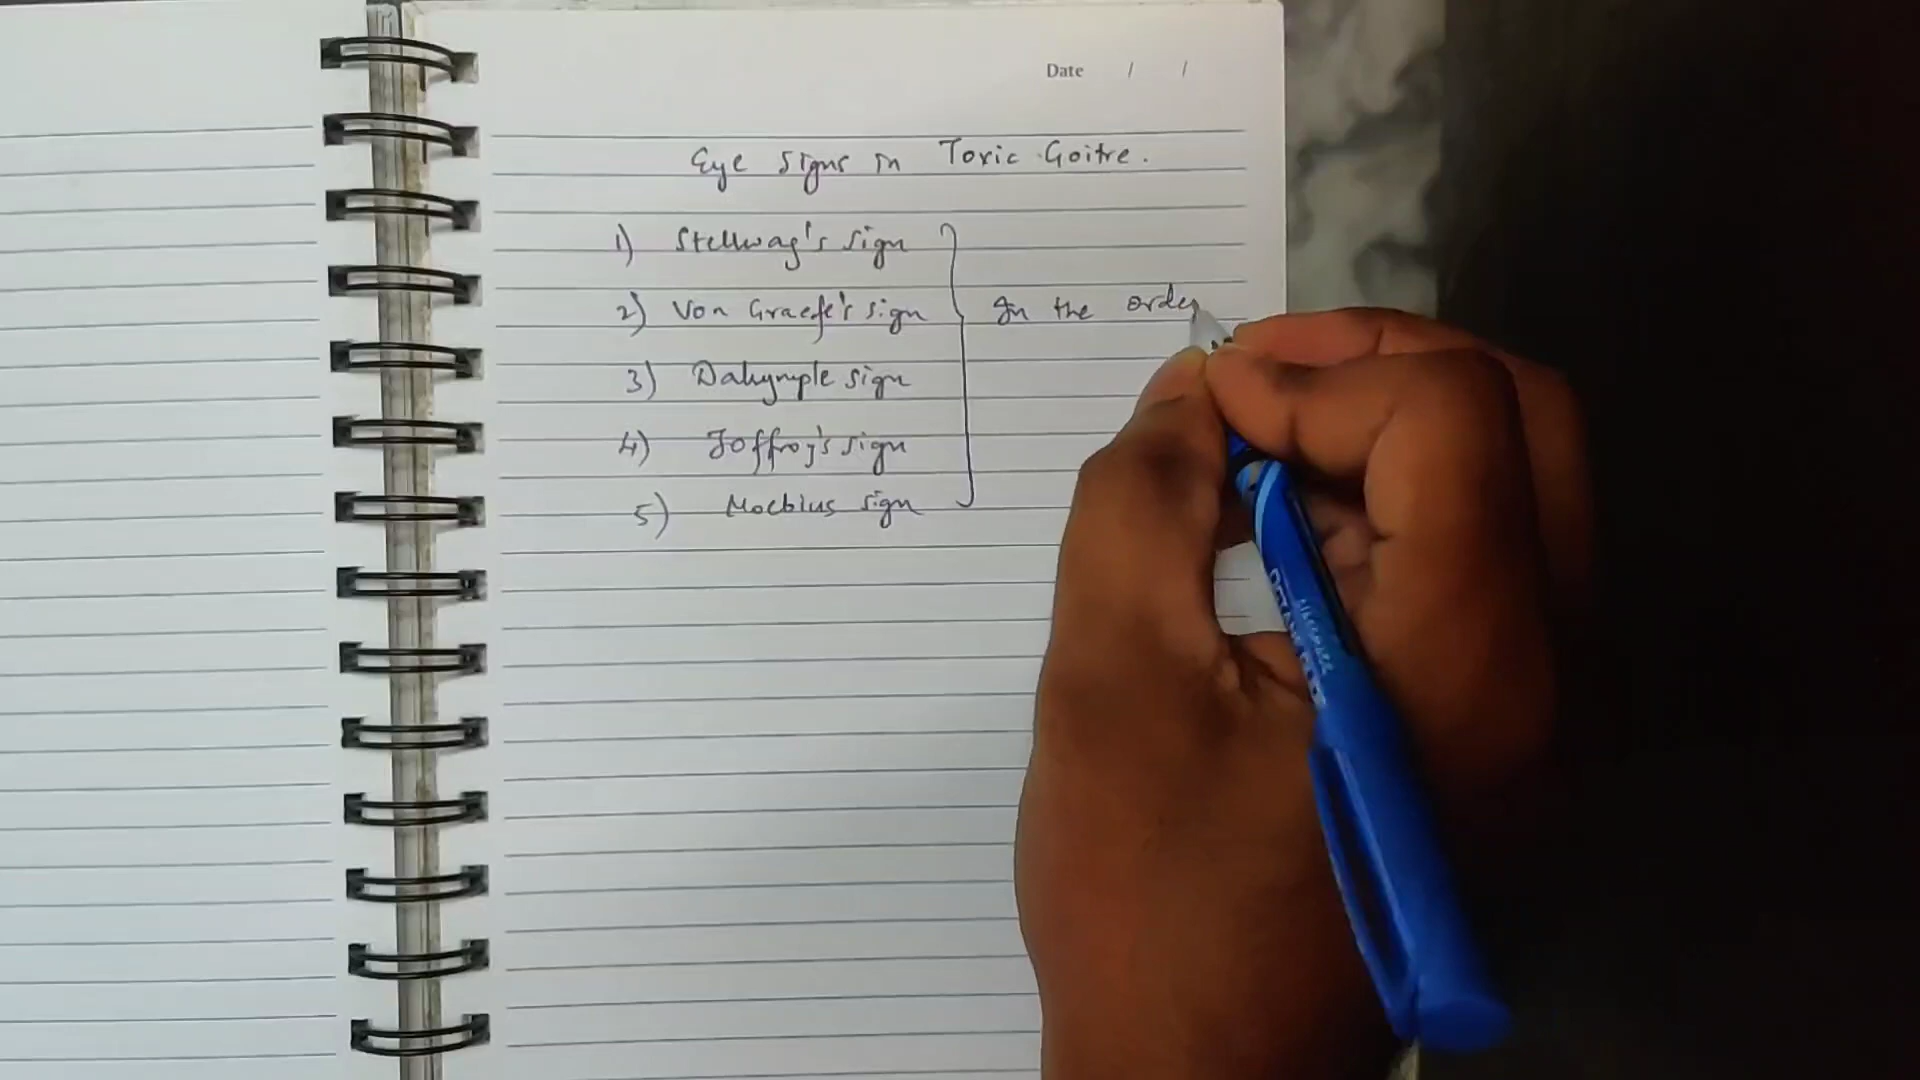 Date / /
Eye signs in Toxic Goitre.
1) Stellwag's sign
2) Von Graefe's sign
In the order
3) Dalrymple sign
4) Joffroy's sign
5) Moebius sign